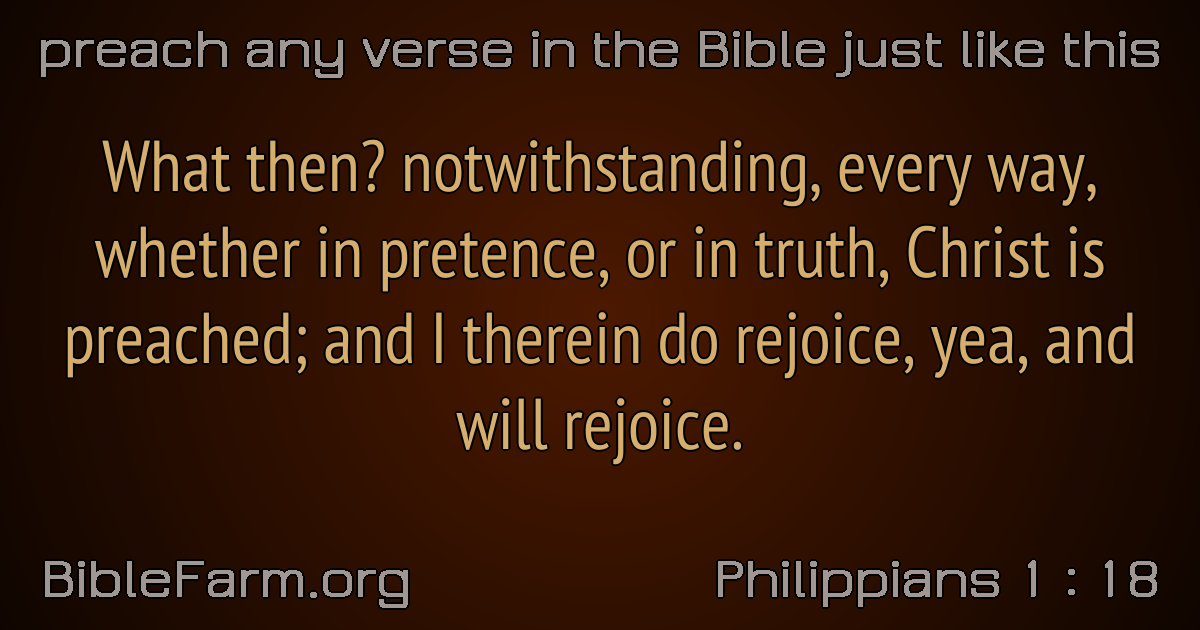 preach any verse in the Bible just like this
What then? notwithstanding, every way,
whether in pretence, or in truth, Christ is
preached; and I therein do rejoice, yea, and
will rejoice.
BibleFarm.org
Philippians 1 : 18